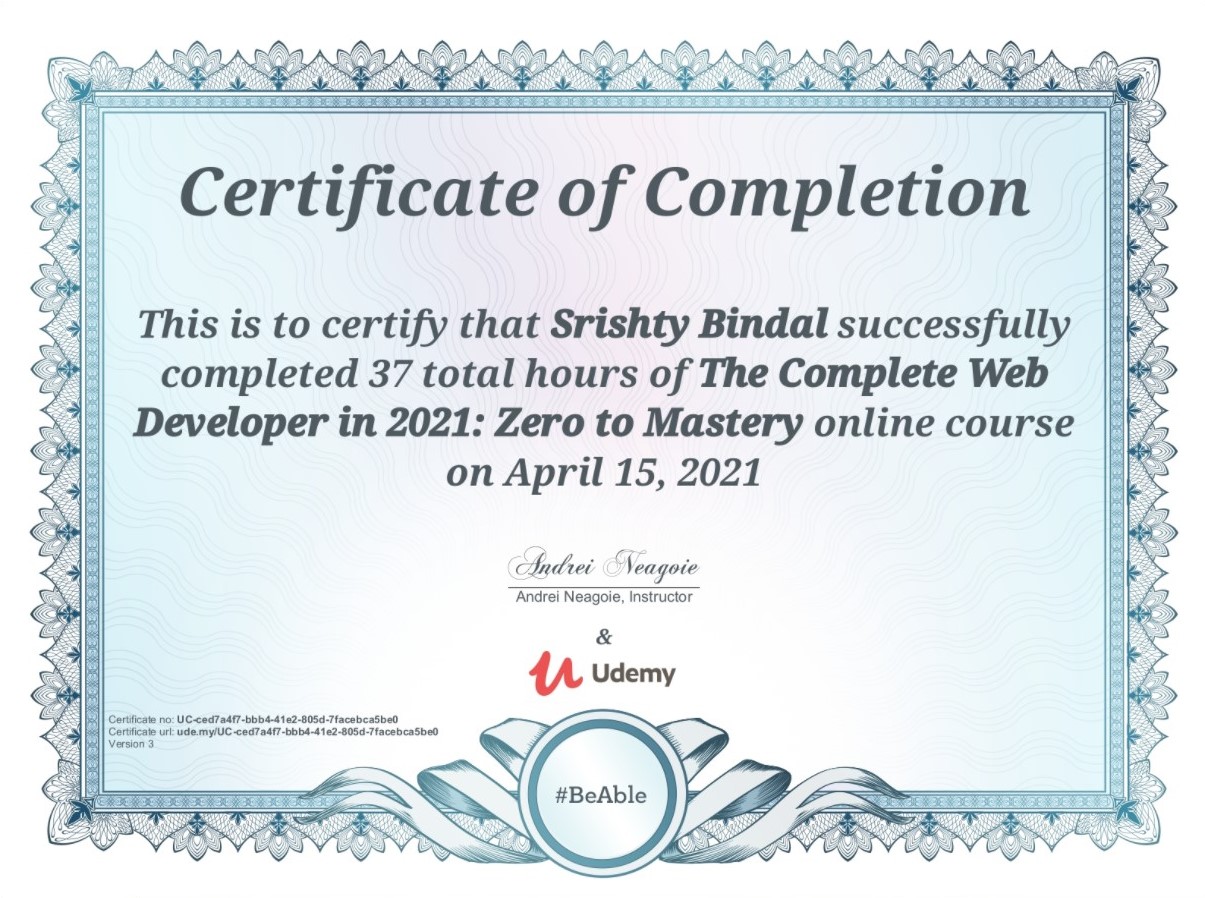 Certificate of Completion
This is to certify that Srishty Bindal successfully
completed 37 total hours of The Complete Web
Developer in 2021: Zero to Mastery online course
on April 15, 2021
Andrei Neagoie
Andrei Neagoie, Instructor
&
Udemy
Certificate no: UC-ced7a4f7-bbb4-41e2-805d-7facebca5be0
Certificate url: ude.my/UC-ced7a4f7-bbb4-41e2-805d-7facebca5be0
Version 3
#BeAble